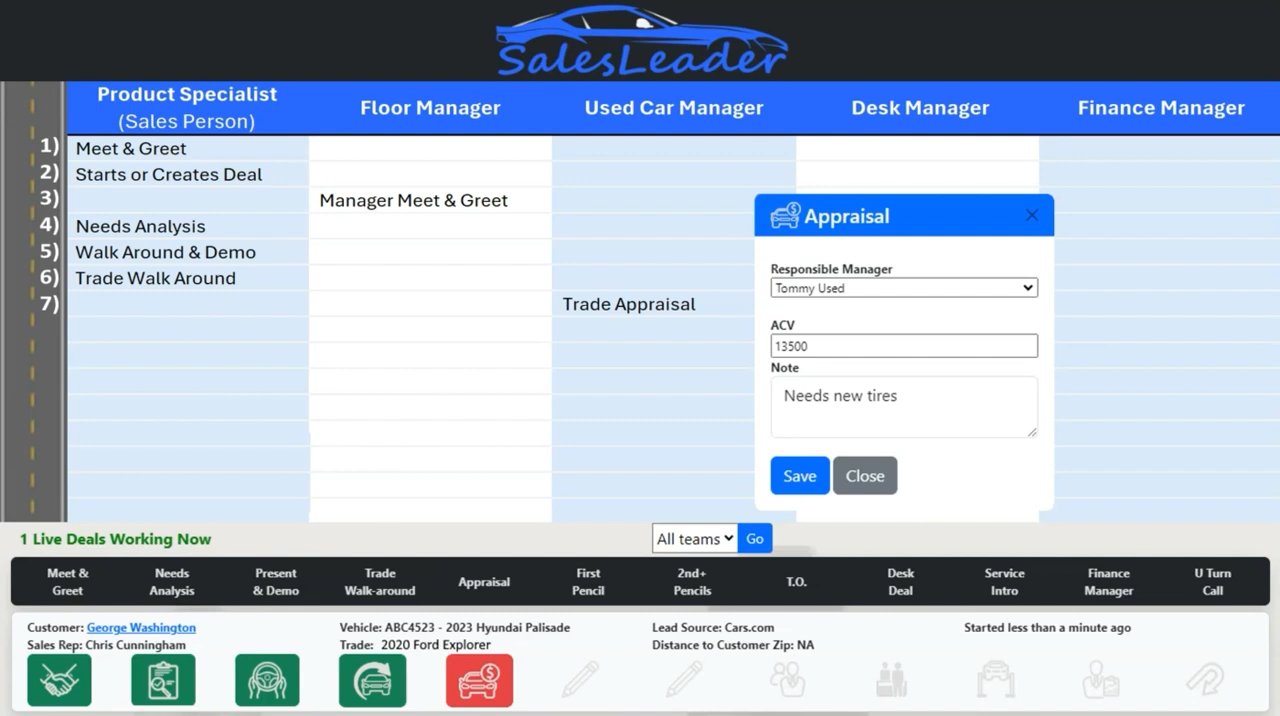 SalesLeader
Product Specialist
(Sales Person)
Floor Manager
Used Car Manager
Desk Manager
Finance Manager
1) Meet & Greet
2) Starts or Creates Deal
3) Manager Meet & Greet
4) Needs Analysis
5) Walk Around & Demo
6) Trade Walk Around
7) Trade Appraisal
Appraisal
Responsible Manager
Tommy Used
ACV
13500
Note
Needs new tires
Save Close
1 Live Deals Working Now
All teams Go
Meet &
Greet
Needs
Analysis
Present
& Demo
Trade
Walk-around
Appraisal
First
Pencil
2nd+
Pencils
T.O.
Desk
Deal
Service
Intro
Finance
Manager
U Turn
Call
Customer: George Washington
Sales Rep: Chris Cunningham
Vehicle: ABC4523 - 2023 Hyundai Palisade
Trade: 2020 Ford Explorer
Lead Source: Cars.com
Distance to Customer Zip: NA
Started less than a minute ago